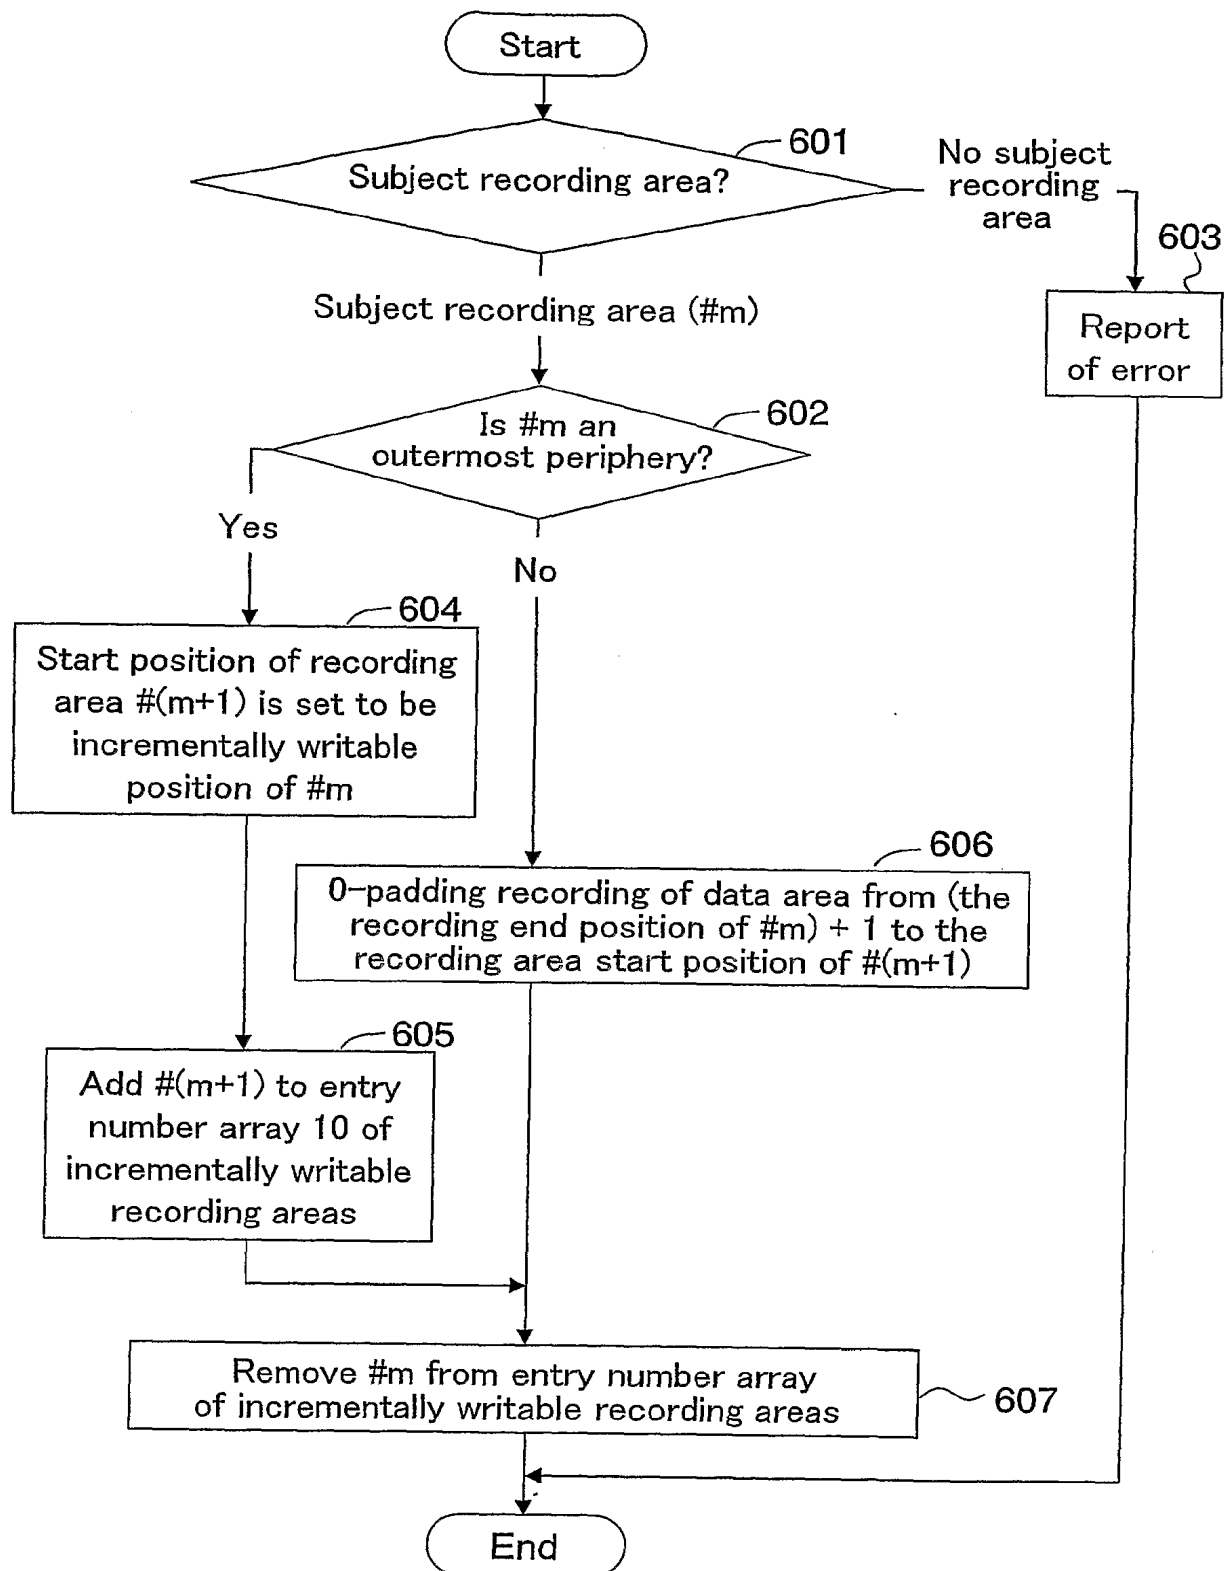 Start
601
Subject recording area?
No subject
recording
area
603
Report
of error
Subject recording area (#m)
602
Is #m an
outermost periphery?
Yes
No
604
Start position of recording
area #(m+1) is set to be
incrementally writable
position of #m
606
0-padding recording of data area from (the
recording end position of #m) + 1 to the
recording area start position of #(m+1)
605
Add #(m+1) to entry
number array 10 of
incrementally writable
recording areas
Remove #m from entry number array
of incrementally writable recording areas
607
End